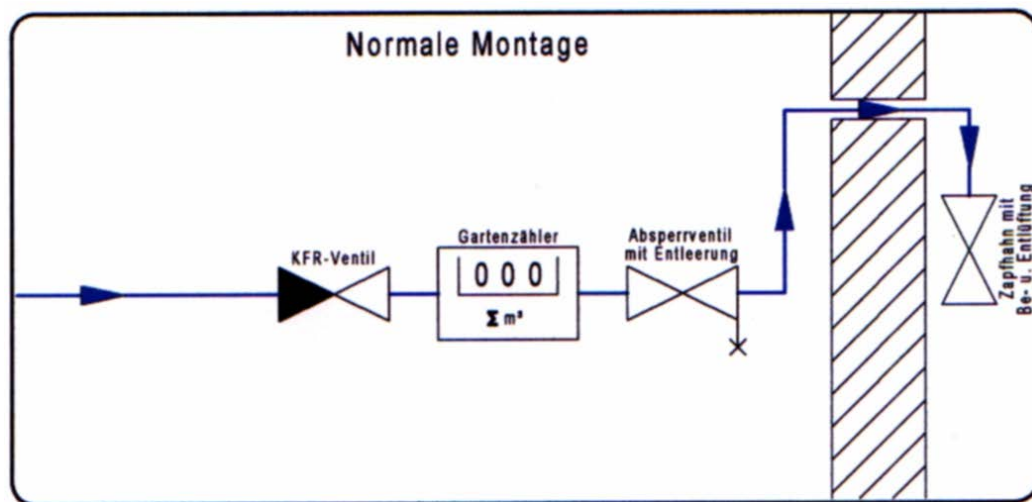 Normale Montage
KFR-Ventil
Gartenzähler
000
Σ m³
Absperrventil
mit Entleerung
Zapfhahn mit
Be- u. Entlüftung